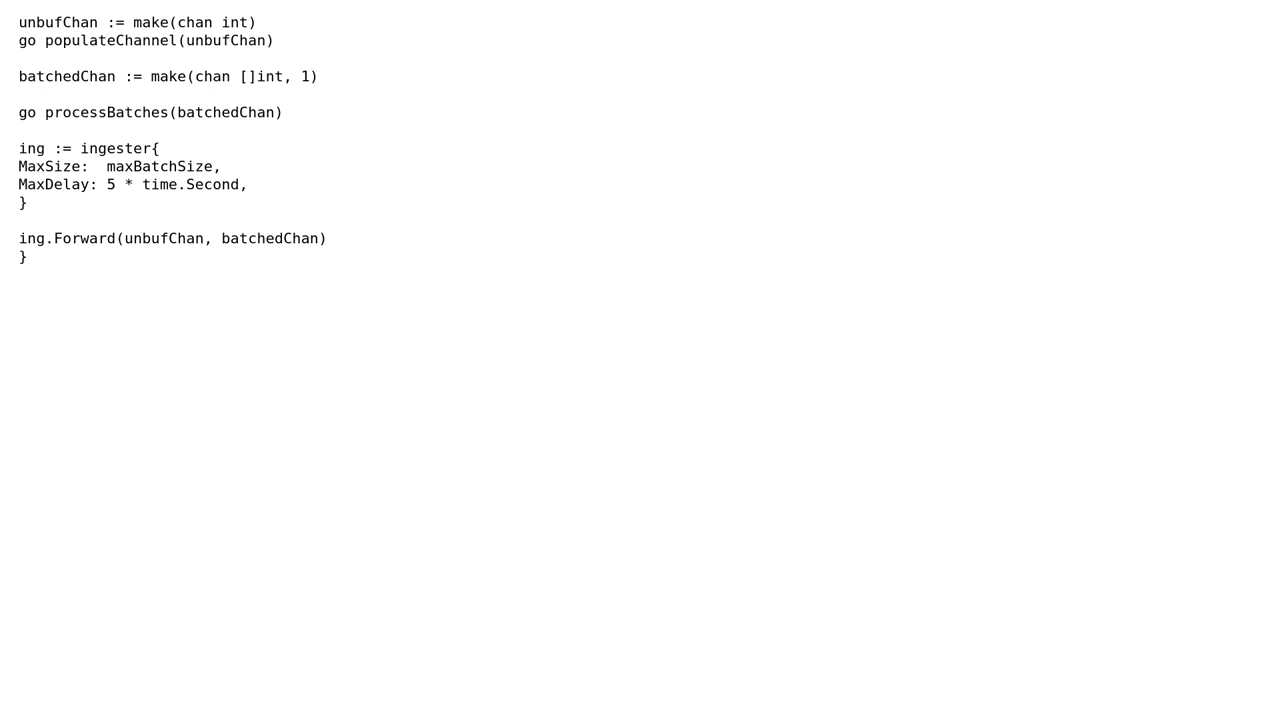 unbufChan := make(chan int)
go populateChannel(unbufChan)

batchedChan := make(chan []int, 1)

go processBatches(batchedChan)

ing := ingester{
MaxSize:  maxBatchSize,
MaxDelay: 5 * time.Second,
}

ing.Forward(unbufChan, batchedChan)
}